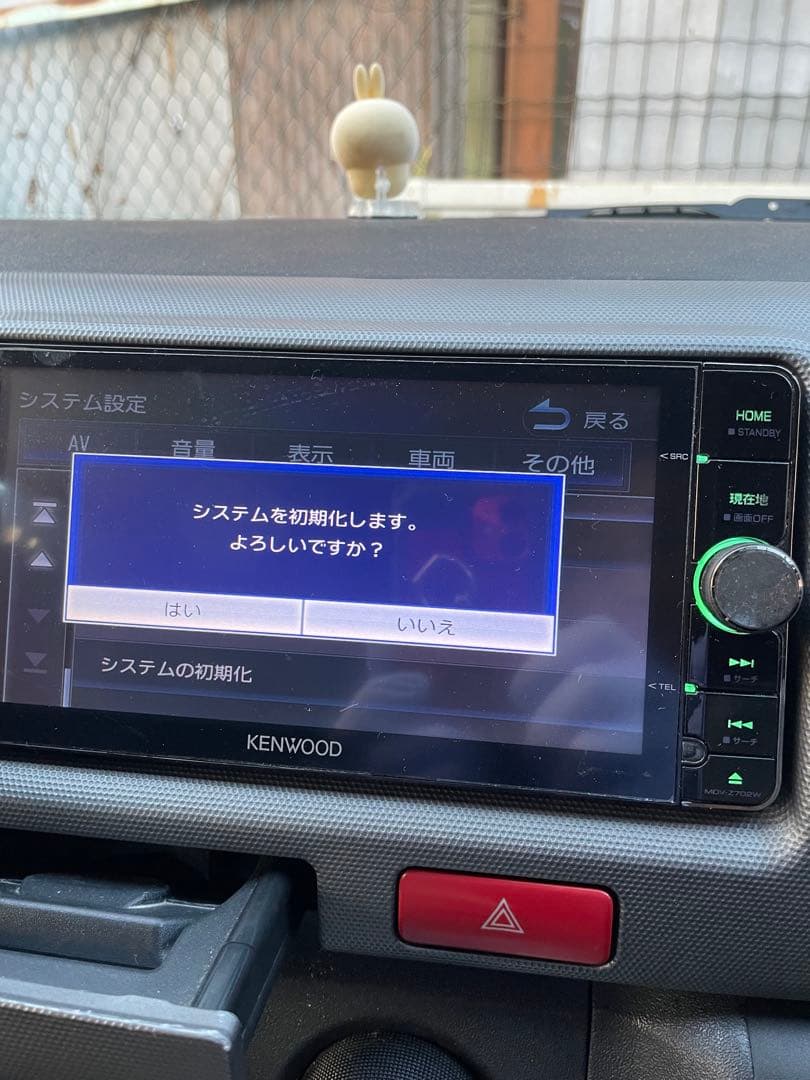 システム設定
戻る
AV
音量
表示
車両
その他
システムを初期化します。
よろしいですか？
はい
いいえ
システムの初期化
KENWOOD
HOME
STANDBY
<SRC
現在地
画面OFF
サーチ
<TEL
サーチ
MDV-Z702W